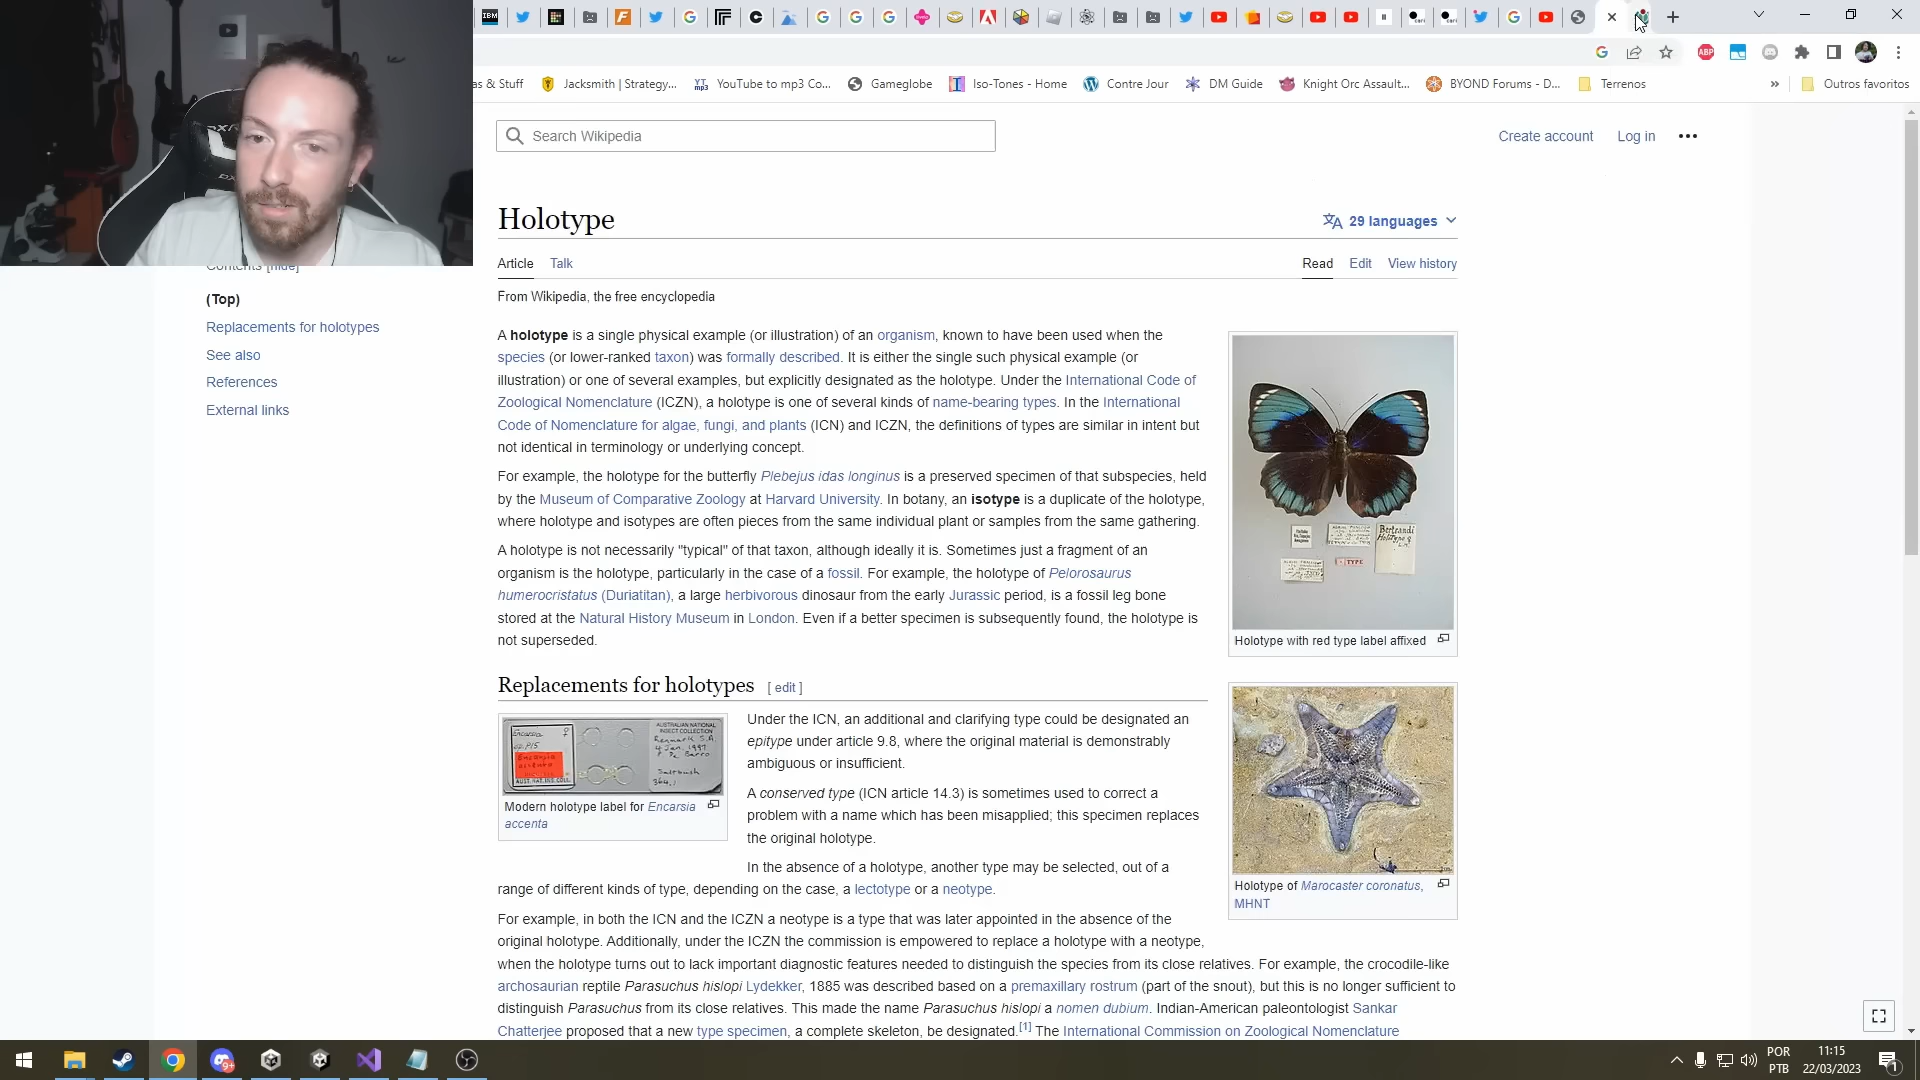 IBM
as & Stuff
Jacksmith | Strategy...
YouTube to mp3 Co...
Gameglobe
Iso-Tones - Home
Contre Jour
DM Guide
Knight Orc Assault...
BYOND Forums - D...
Terrenos
»
Outros favoritos
ABP
Search Wikipedia
Create account
Log in
Holotype
29 languages
Contents [hide]
(Top)
Replacements for holotypes
See also
References
External links
Article
Talk
Read
Edit
View history
From Wikipedia, the free encyclopedia
A holotype is a single physical example (or illustration) of an organism, known to have been used when the
species (or lower-ranked taxon) was formally described. It is either the single such physical example (or
illustration) or one of several examples, but explicitly designated as the holotype. Under the International Code of
Zoological Nomenclature (ICZN), a holotype is one of several kinds of name-bearing types. In the International
Code of Nomenclature for algae, fungi, and plants (ICN) and ICZN, the definitions of types are similar in intent but
not identical in terminology or underlying concept.
For example, the holotype for the butterfly Plebejus idas longinus is a preserved specimen of that subspecies, held
by the Museum of Comparative Zoology at Harvard University. In botany, an isotype is a duplicate of the holotype,
where holotype and isotypes are often pieces from the same individual plant or samples from the same gathering.
A holotype is not necessarily "typical" of that taxon, although ideally it is. Sometimes just a fragment of an
organism is the holotype, particularly in the case of a fossil. For example, the holotype of Pelorosaurus
humerocristatus (Duriatitan), a large herbivorous dinosaur from the early Jurassic period, is a fossil leg bone
stored at the Natural History Museum in London. Even if a better specimen is subsequently found, the holotype is
not superseded.
Bertrandi
Holotype
TYPE
Holotype with red type label affixed
Replacements for holotypes [ edit ]
Encarsia
AUSTRALIAN NATIONAL
INSECT COLLECTION
Modern holotype label for Encarsia
accenta
Under the ICN, an additional and clarifying type could be designated an
epitype under article 9.8, where the original material is demonstrably
ambiguous or insufficient.
A conserved type (ICN article 14.3) is sometimes used to correct a
problem with a name which has been misapplied; this specimen replaces
the original holotype.
In the absence of a holotype, another type may be selected, out of a
range of different kinds of type, depending on the case, a lectotype or a neotype.
Holotype of Marocaster coronatus,
MHNT
For example, in both the ICN and the ICZN a neotype is a type that was later appointed in the absence of the
original holotype. Additionally, under the ICZN the commission is empowered to replace a holotype with a neotype,
when the holotype turns out to lack important diagnostic features needed to distinguish the species from its close relatives. For example, the crocodile-like
archosaurian reptile Parasuchus hislopi Lydekker, 1885 was described based on a premaxillary rostrum (part of the snout), but this is no longer sufficient to
distinguish Parasuchus from its close relatives. This made the name Parasuchus hislopi a nomen dubium. Indian-American paleontologist Sankar
Chatterjee proposed that a new type specimen, a complete skeleton, be designated.[1] The International Commission on Zoological Nomenclature
9+
POR
PTB
11:15
22/03/2023
1